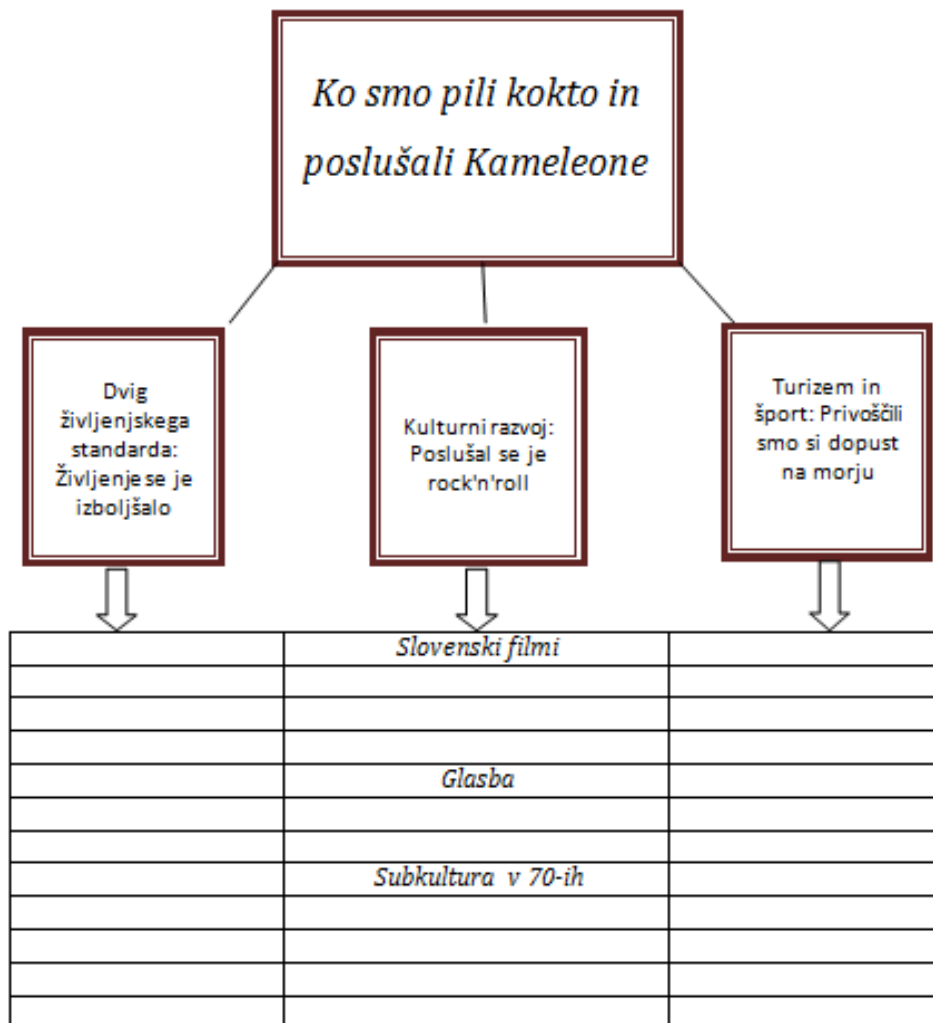 Ko smo pili kokto in
poslušali Kameleone
Dvig
življenjskega
standarda:
Življenje se je
izboljšalo
Kulturni razvoj:
Poslušal se je
rock'n'roll
Turizem in
šport: Privoščili
smo si dopust
na morju
Slovenski filmi
Glasba
Subkultura v 70-ih